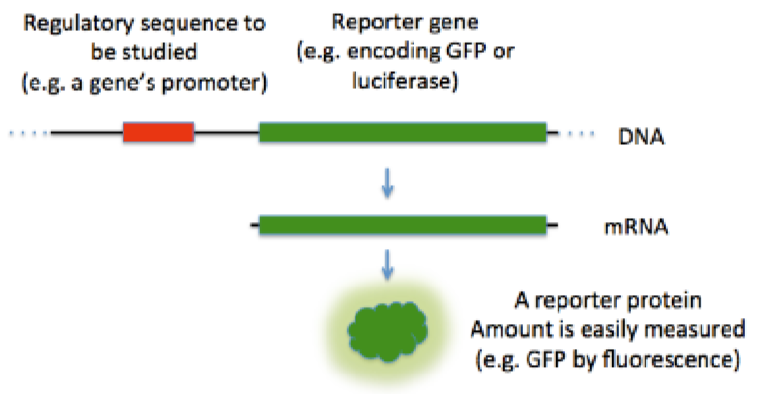 Regulatory sequence to
be studied
(e.g. a gene's promoter)
Reporter gene
(e.g. encoding GFP or
luciferase)
DNA
mRNA
A reporter protein
Amount is easily measured
(e.g. GFP by fluorescence)